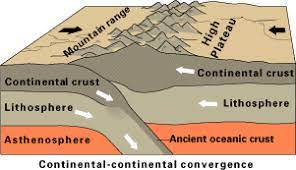 Mountain range
High
Plateau
Continental crust
Continental crust
Lithosphere
Lithosphere
Asthenosphere
Ancient oceanic crust
Continental-continental convergence